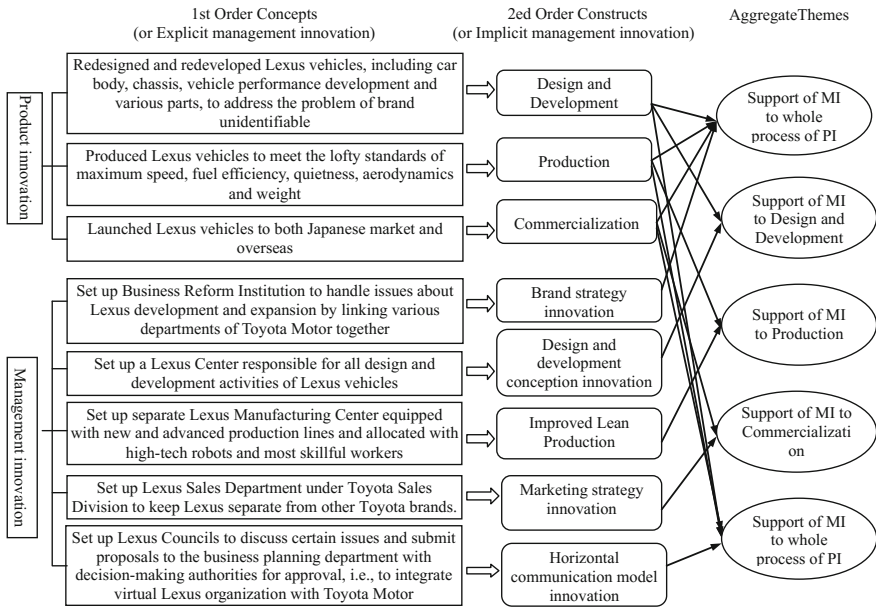 1st Order Concepts
(or Explicit management innovation)
2ed Order Constructs
(or Implicit management innovation)
AggregateThemes
Product innovation
Redesigned and redeveloped Lexus vehicles, including car
body, chassis, vehicle performance development and
various parts, to address the problem of brand
unidentifiable
Design and
Development
Produced Lexus vehicles to meet the lofty standards of
maximum speed, fuel efficiency, quietness, aerodynamics
and weight
Production
Launched Lexus vehicles to both Japanese market and
overseas
Commercialization
Management innovation
Set up Business Reform Institution to handle issues about
Lexus development and expansion by linking various
departments of Toyota Motor together
Brand strategy
innovation
Set up a Lexus Center responsible for all design and
development activities of Lexus vehicles
Design and
development
conception innovation
Set up separate Lexus Manufacturing Center equipped
with new and advanced production lines and allocated with
high-tech robots and most skillful workers
Improved Lean
Production
Set up Lexus Sales Department under Toyota Sales
Division to keep Lexus separate from other Toyota brands.
Marketing strategy
innovation
Set up Lexus Councils to discuss certain issues and submit
proposals to the business planning department with
decision-making authorities for approval, i.e., to integrate
virtual Lexus organization with Toyota Motor
Horizontal
communication model
innovation
Support of MI
to whole
process of PI
Support of MI
to Design and
Development
Support of MI
to Production
Support of MI to
Commercializati
on
Support of MI
to whole
process of PI